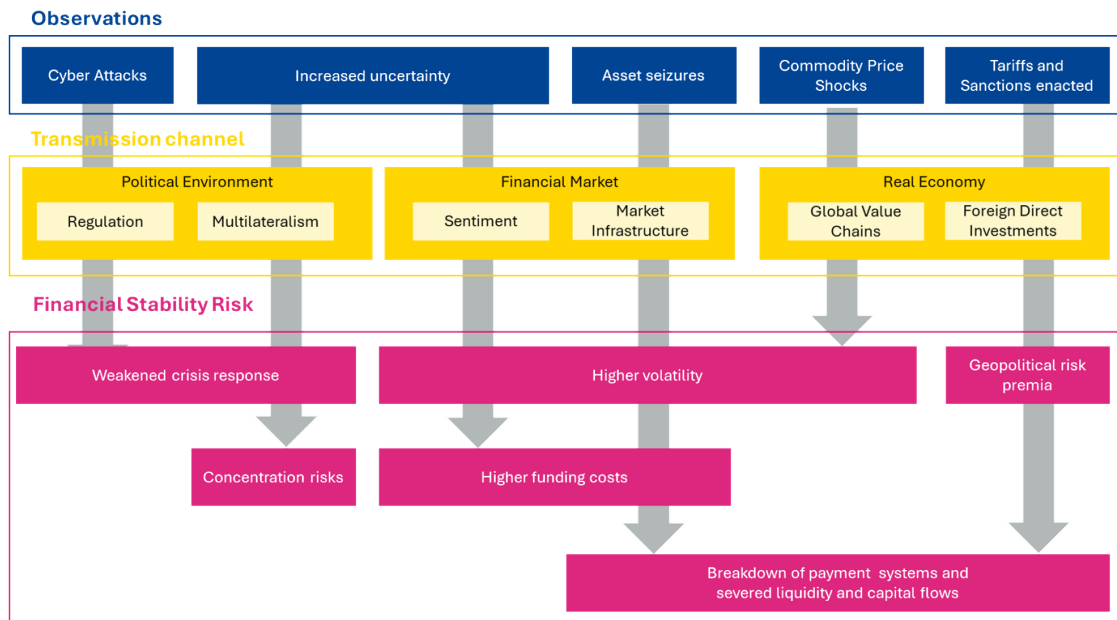 Observations
Cyber Attacks
Increased uncertainty
Asset seizures
Commodity Price
Shocks
Tariffs and
Sanctions enacted
Transmission channel
Political Environment
Regulation
Multilateralism
Financial Market
Sentiment
Market
Infrastructure
Real Economy
Global Value
Chains
Foreign Direct
Investments
Financial Stability Risk
Weakened crisis response
Higher volatility
Geopolitical risk
premia
Concentration risks
Higher funding costs
Breakdown of payment systems and
severed liquidity and capital flows